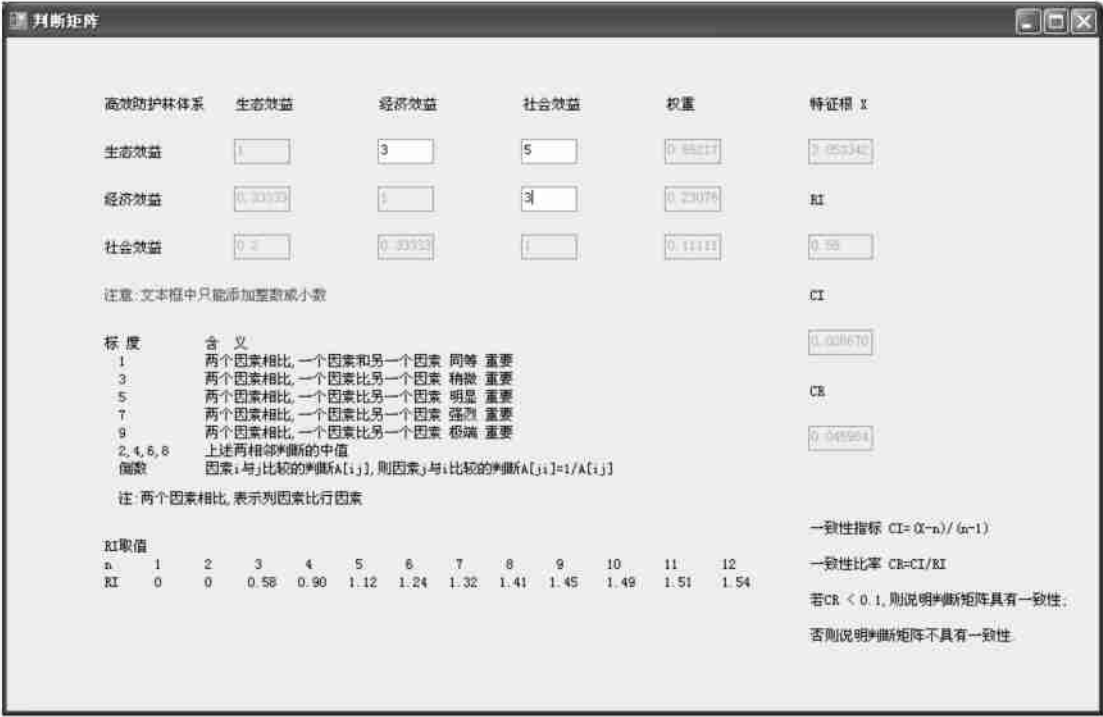 判断矩阵
高效防护林体系 生态效益 经济效益 社会效益 权重 特征根 X
生态效益 1 3 5 0.65217 3.053342
经济效益 0.33333 1 3 0.23076 RI
社会效益 0.2 0.33333 1 0.11111 0.58
注意:文本框中只能添加整数或小数 CI
标 度 含 义
1 两个因素相比,一个因素和另一个因素 同等 重要
3 两个因素相比,一个因素比另一个因素 稍微 重要
5 两个因素相比,一个因素比另一个因素 明显 重要 CR
7 两个因素相比,一个因素比另一个因素 强烈 重要
9 两个因素相比,一个因素比另一个因素 极端 重要
2,4,6,8 上述两相邻判断的中值
倒数 因素i与j比较的判断A[ij],则因素j与i比较的判断A[ji]=1/A[ij]
注:两个因素相比,表示列因素比行因素
一致性指标 CI=(X-n)/(n-1)
RI取值
n 1 2 3 4 5 6 7 8 9 10 11 12 一致性比率 CR=CI/RI
RI 0 0 0.58 0.90 1.12 1.24 1.32 1.41 1.45 1.49 1.51 1.54
若CR < 0.1,则说明判断矩阵具有一致性;
否则说明判断矩阵不具有一致性.